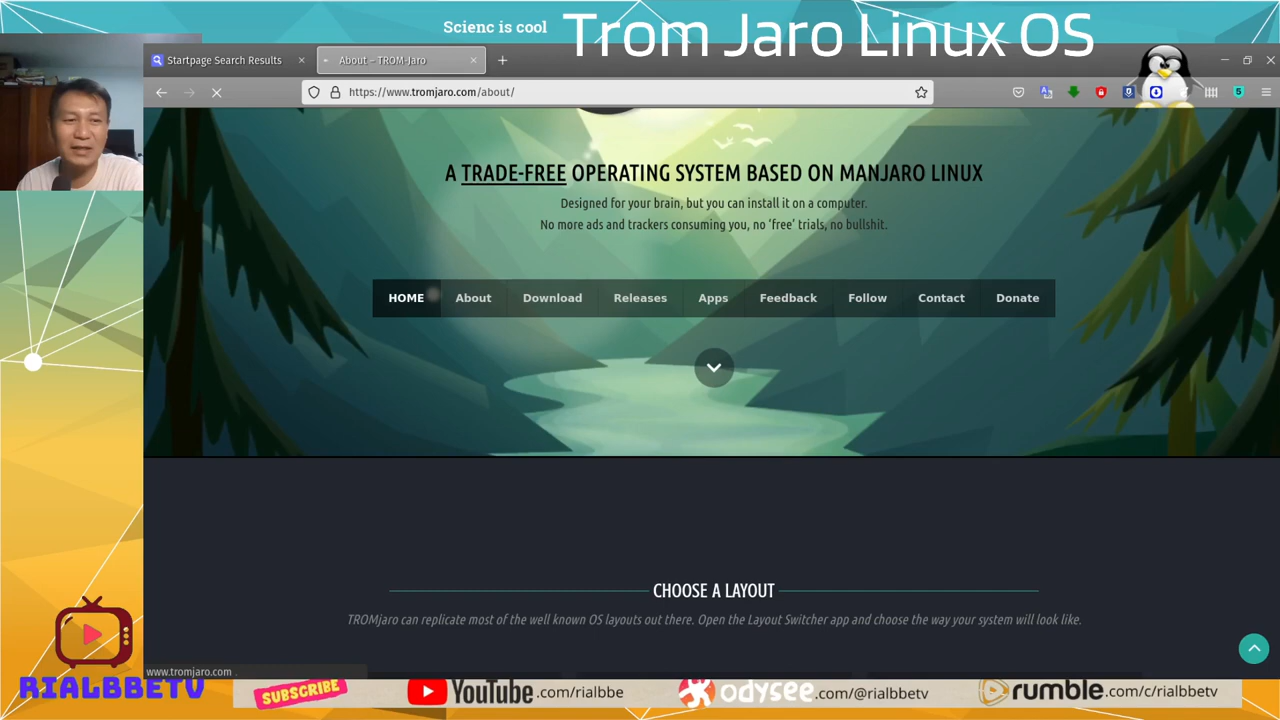 Scienc is cool
Trom Jaro Linux OS
Startpage Search Results
About – TROM-Jaro
https://www.tromjaro.com/about/
5
A TRADE-FREE OPERATING SYSTEM BASED ON MANJARO LINUX
Designed for your brain, but you can install it on a computer.
No more ads and trackers consuming you, no ‘free’ trials, no bullshit.
HOME About Download Releases Apps Feedback Follow Contact Donate
CHOOSE A LAYOUT
TROMjaro can replicate most of the well known OS layouts out there. Open the Layout Switcher app and choose the way your system will look like.
www.tromjaro.com
RIALBBETV
SUBSCRIBE
YouTube.com/rialbbe
odysee.com/@rialbbetv
rumble.com/c/rialbbetv